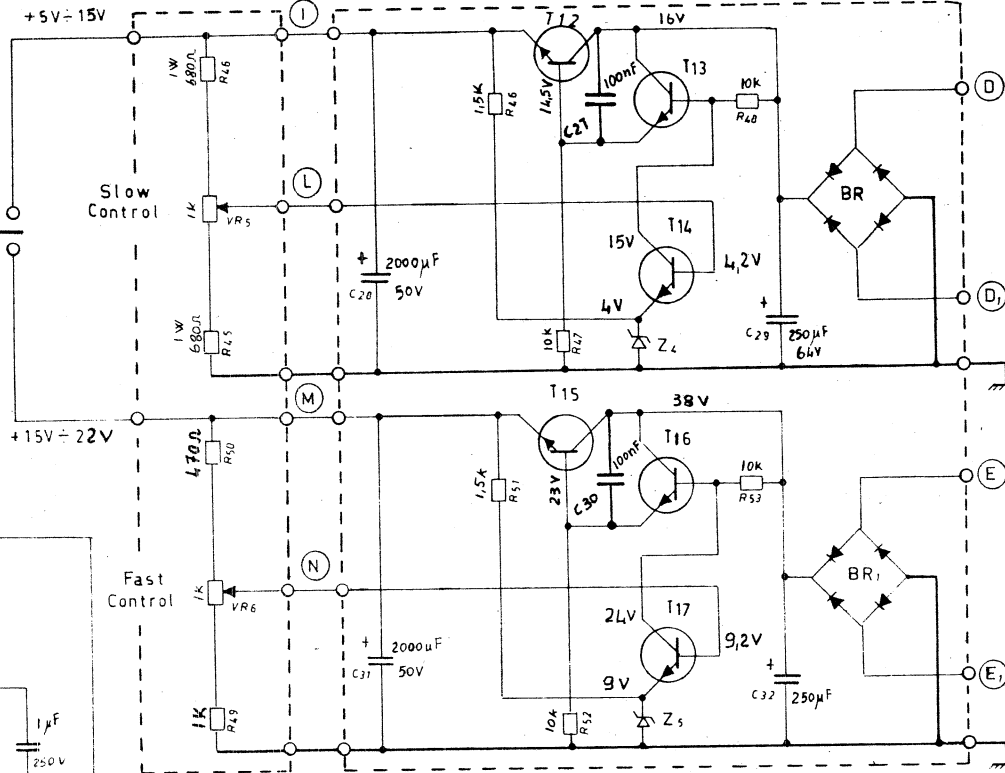 +5V÷15V
I
T12
16V
1W
680Ω
R46
1,5K
R46
14,5V
100nF
C27
T13
10K
R48
D
Slow
Control
1K
VR5
L
BR
T14
15V
4,2V
+
2000µF
C28
50V
4V
D1
1W
680Ω
R45
10K
R47
Z4
+
C29
250µF
64V
M
T15
38V
+15V÷22V
470Ω
R50
1,5K
R51
23V
100nF
C30
T16
10K
R53
E
Fast
Control
1K
VR6
N
BR1
T17
24V
9,2V
+
2000µF
C31
50V
9V
+
C32
250µF
E1
1K
R49
10K
R52
Z5
1µF
250V